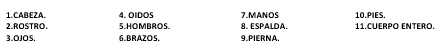 1.CABEZA. 4. OIDOS 7.MANOS 10.PIES.
2.ROSTRO. 5.HOMBROS. 8. ESPALDA. 11.CUERPO ENTERO.
3.OJOS. 6.BRAZOS. 9.PIERNA.